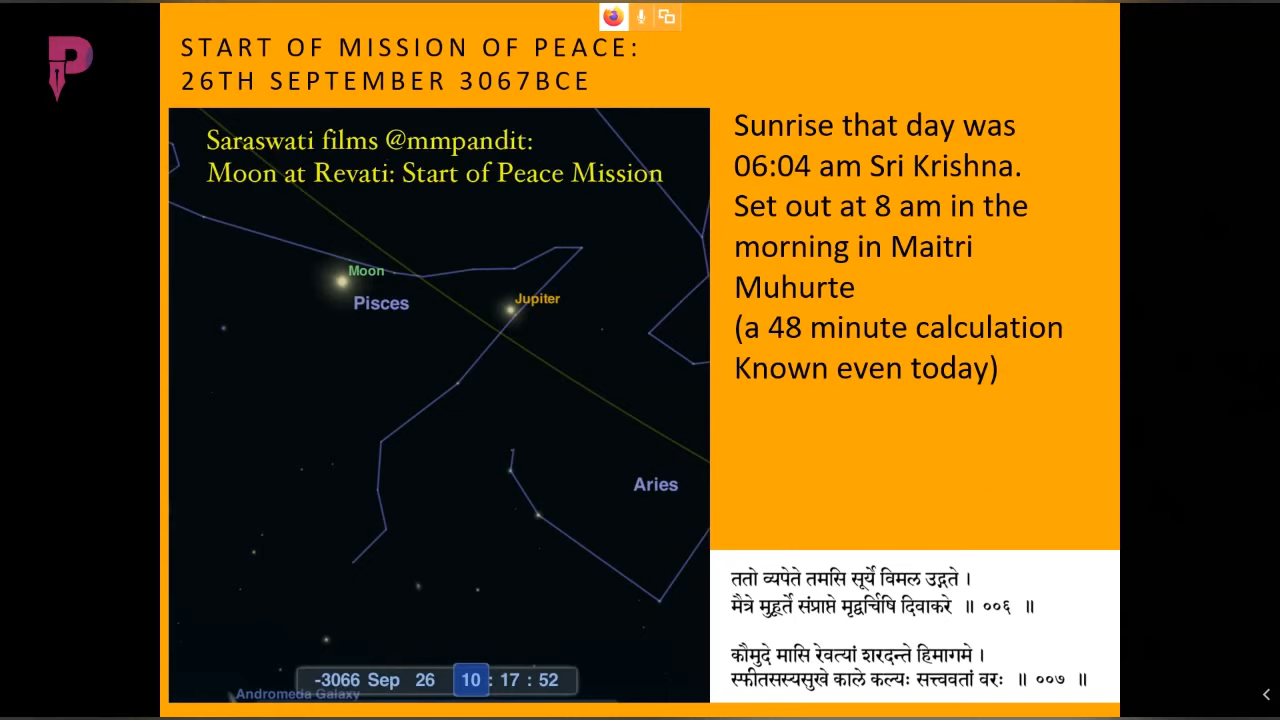 START OF MISSION OF PEACE:
26TH SEPTEMBER 3067BCE
Saraswati films @mmpandit:
Moon at Revati: Start of Peace Mission
Moon
Pisces
Jupiter
Aries
-3066 Sep 26 10 : 17 : 52
Andromeda Galaxy
Sunrise that day was
06:04 am Sri Krishna.
Set out at 8 am in the
morning in Maitri
Muhurte
(a 48 minute calculation
Known even today)
ततो व्यपेते तमसि सूर्ये विमल उद्गते ।
मैत्रे मुहूर्ते संप्राप्ते मृद्वर्चिषि दिवाकरे ॥ ००६ ॥
कौमुदे मासि रेवत्यां शरदन्ते हिमागमे ।
स्फीतसस्यसुखे काले कल्यः सत्त्ववतां वरः ॥ ००७ ॥